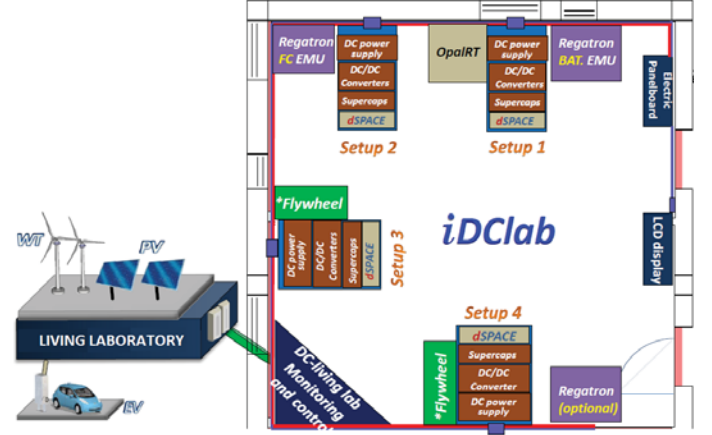 Regatron
FC EMU
DC power
supply
DC/DC
Converters
Supercaps
dSPACE
Setup 2
OpalRT
DC power
supply
DC/DC
Converters
Supercaps
dSPACE
Setup 1
Regatron
BAT. EMU
Electric
Panelboard
*Flywheel
DC power
supply
DC/DC
Converters
Supercaps
dSPACE
Setup 3
iDClab
LCD display
WT
PV
LIVING LABORATORY
EV
DC-living lab
Monitoring
and control
Setup 4
*Flywheel
dSPACE
Supercaps
DC/DC
Converter
DC power
supply
Regatron
(optional)